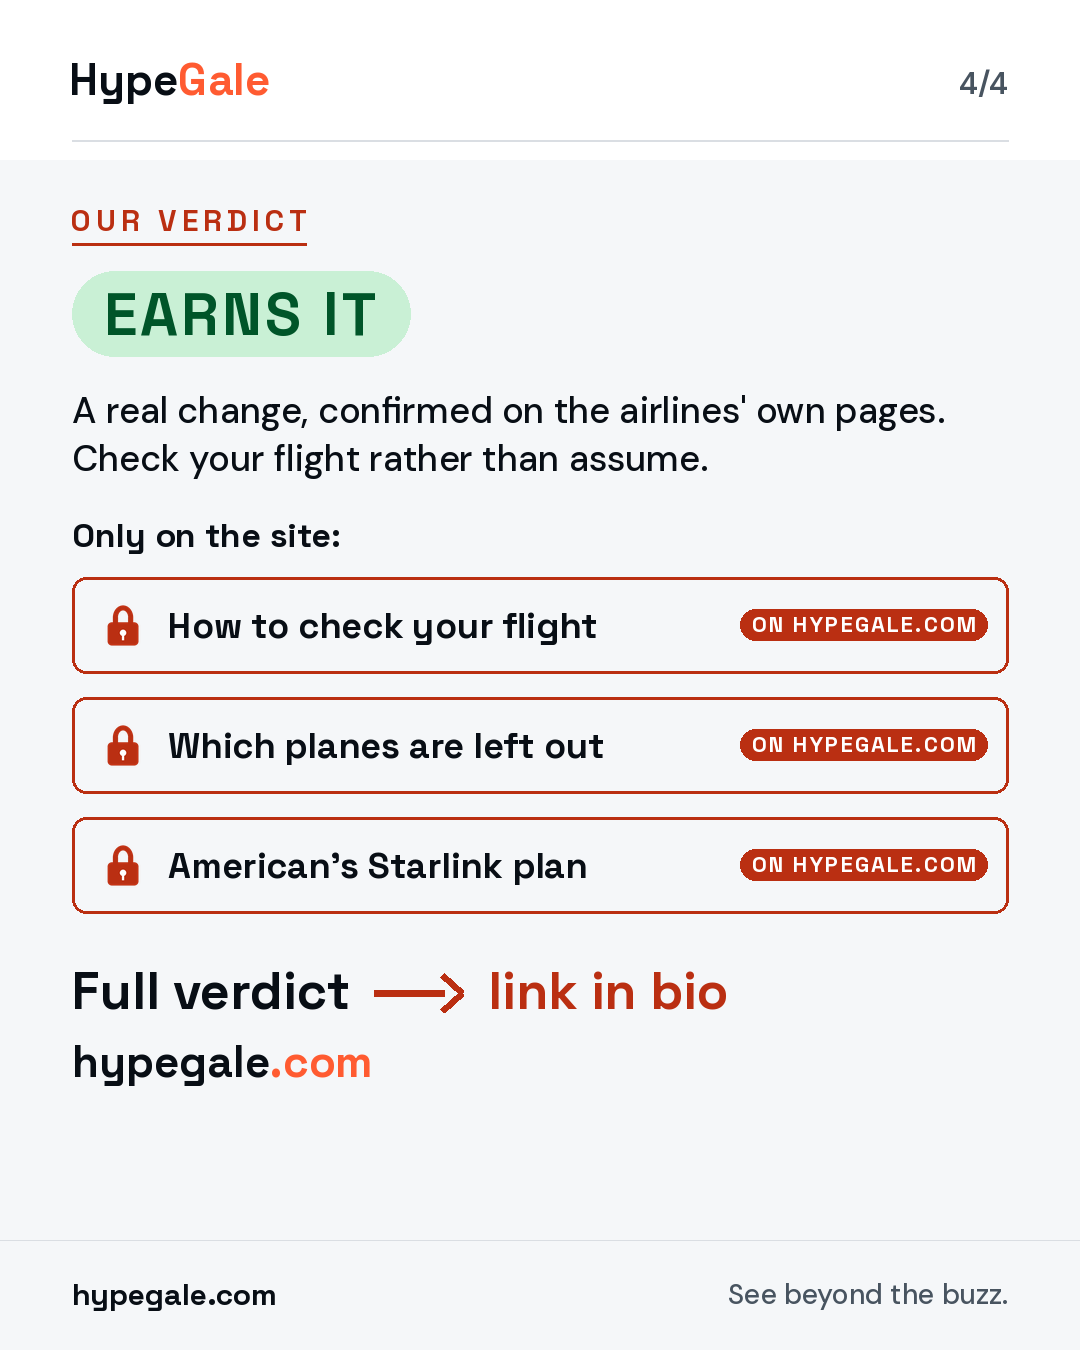 HypeGale
4/4
OUR VERDICT
EARNS IT
A real change, confirmed on the airlines' own pages.
Check your flight rather than assume.
Only on the site:
How to check your flight ON HYPEGALE.COM
Which planes are left out ON HYPEGALE.COM
American’s Starlink plan ON HYPEGALE.COM
Full verdict → link in bio
hypegale.com
hypegale.com
See beyond the buzz.